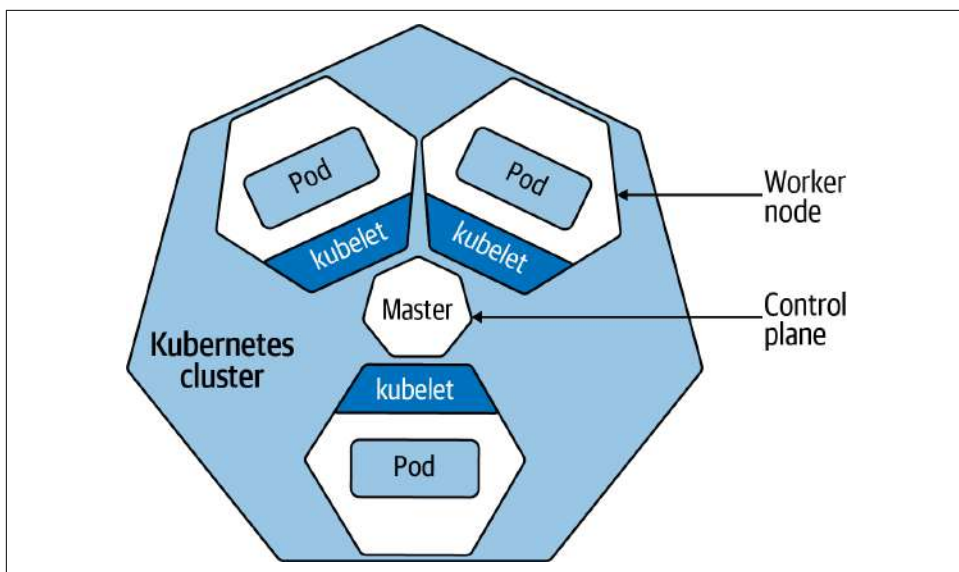 Pod
Pod
Worker
node
kubelet
kubelet
Master
Control
plane
Kubernetes
cluster
kubelet
Pod